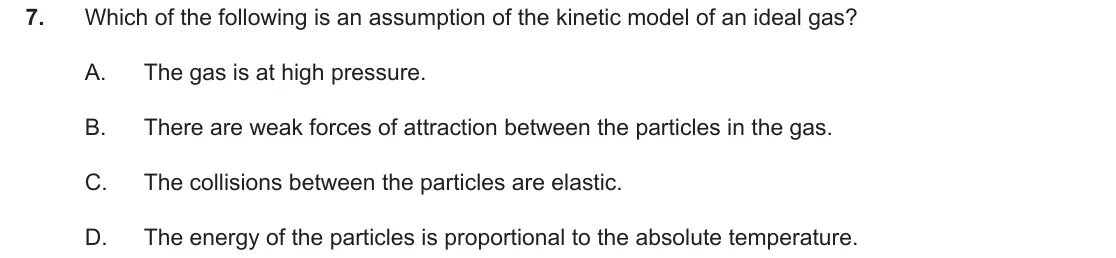 7. Which of the following is an assumption of the kinetic model of an ideal gas?
A. The gas is at high pressure.
B. There are weak forces of attraction between the particles in the gas.
C. The collisions between the particles are elastic.
D. The energy of the particles is proportional to the absolute temperature.